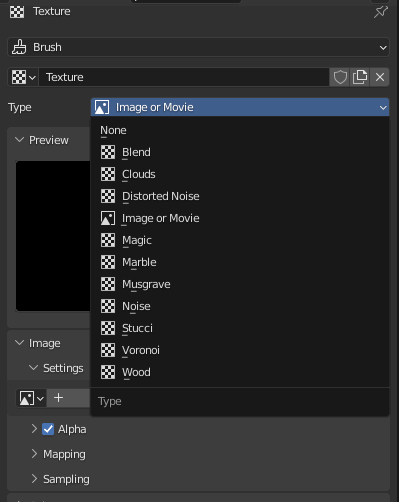 Texture
Brush
Texture
Type Image or Movie
None
Preview
Blend
Clouds
Distorted Noise
Image or Movie
Magic
Marble
Musgrave
Noise
Stucci
Image
Voronoi
Settings
Wood
Type
Alpha
Mapping
Sampling